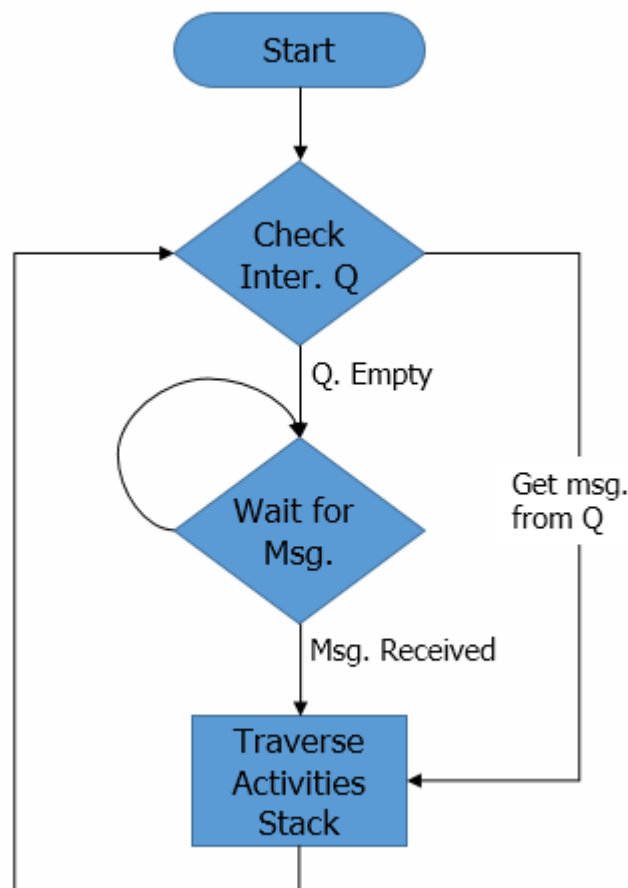 Start
Check
Inter. Q
Q. Empty
Wait for
Msg.
Get msg.
from Q
Msg. Received
Traverse
Activities
Stack